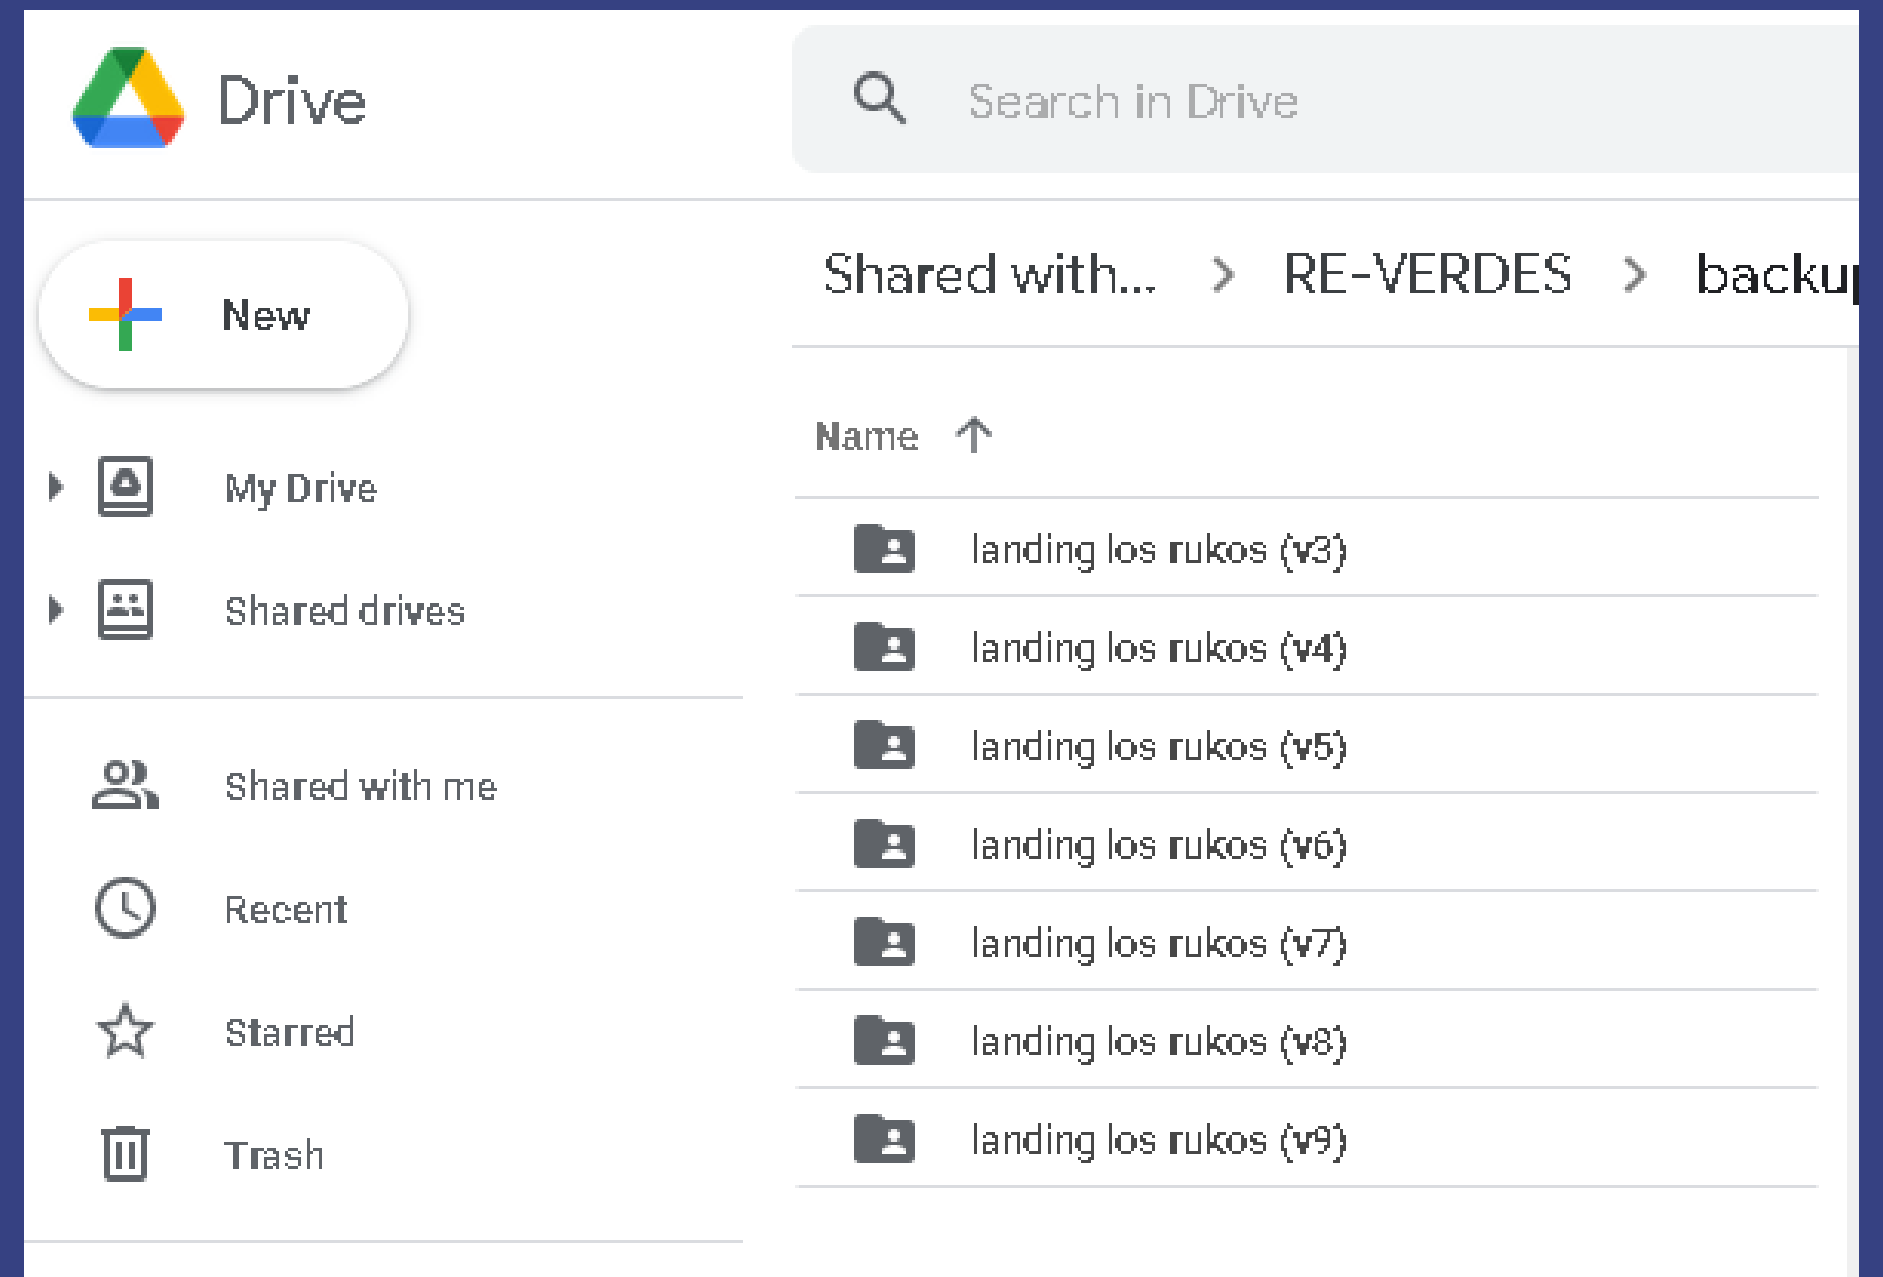 Drive
Search in Drive
New
Shared with... > RE-VERDES > backup
My Drive
Shared drives
Shared with me
Recent
Starred
Trash
Name
landing los rukos (v3)
landing los rukos (v4)
landing los rukos (v5)
landing los rukos (v6)
landing los rukos (v7)
landing los rukos (v8)
landing los rukos (v9)